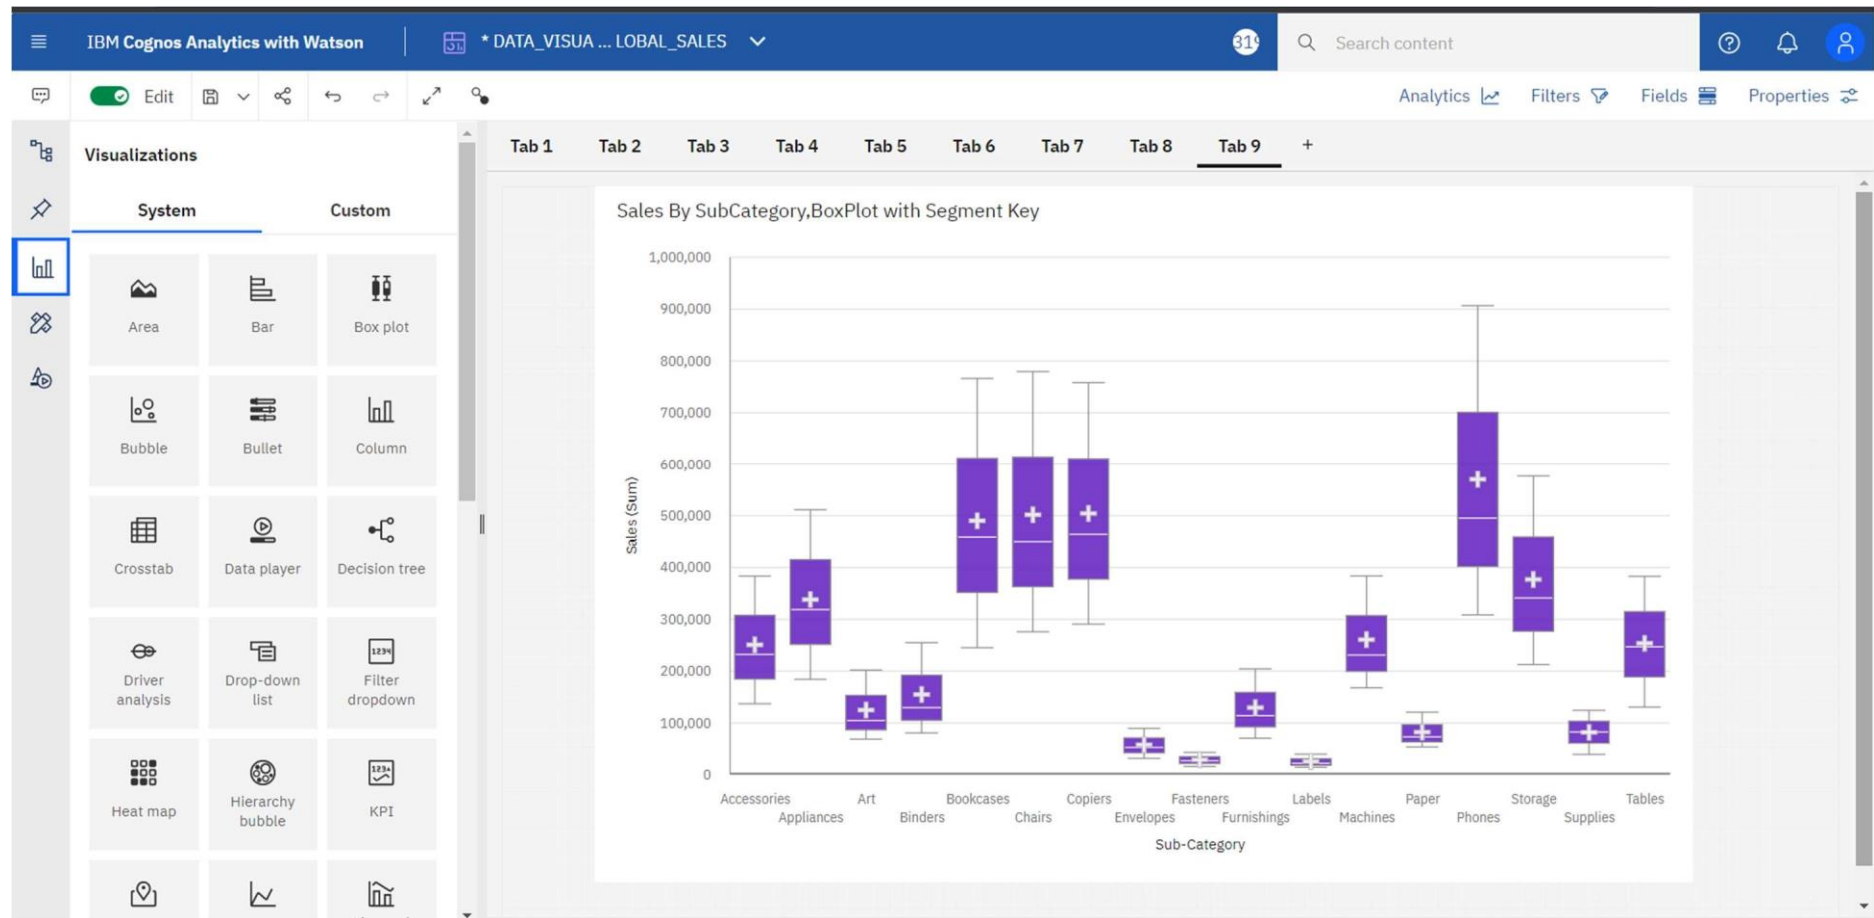 IBM Cognos Analytics with Watson
* DATA_VISUA ... LOBAL_SALES
Search content
Edit
Analytics
Filters
Fields
Properties
Visualizations
System
Custom
Area
Bar
Box plot
Bubble
Bullet
Column
Crosstab
Data player
Decision tree
Driver
analysis
Drop-down
list
Filter
dropdown
Heat map
Hierarchy
bubble
KPI
Tab 1
Tab 2
Tab 3
Tab 4
Tab 5
Tab 6
Tab 7
Tab 8
Tab 9
+
Sales By SubCategory,BoxPlot with Segment Key
Sales (Sum)
1,000,000
900,000
800,000
700,000
600,000
500,000
400,000
300,000
200,000
100,000
0
Accessories
Appliances
Art
Binders
Bookcases
Chairs
Copiers
Envelopes
Fasteners
Furnishings
Labels
Machines
Paper
Phones
Storage
Supplies
Tables
Sub-Category